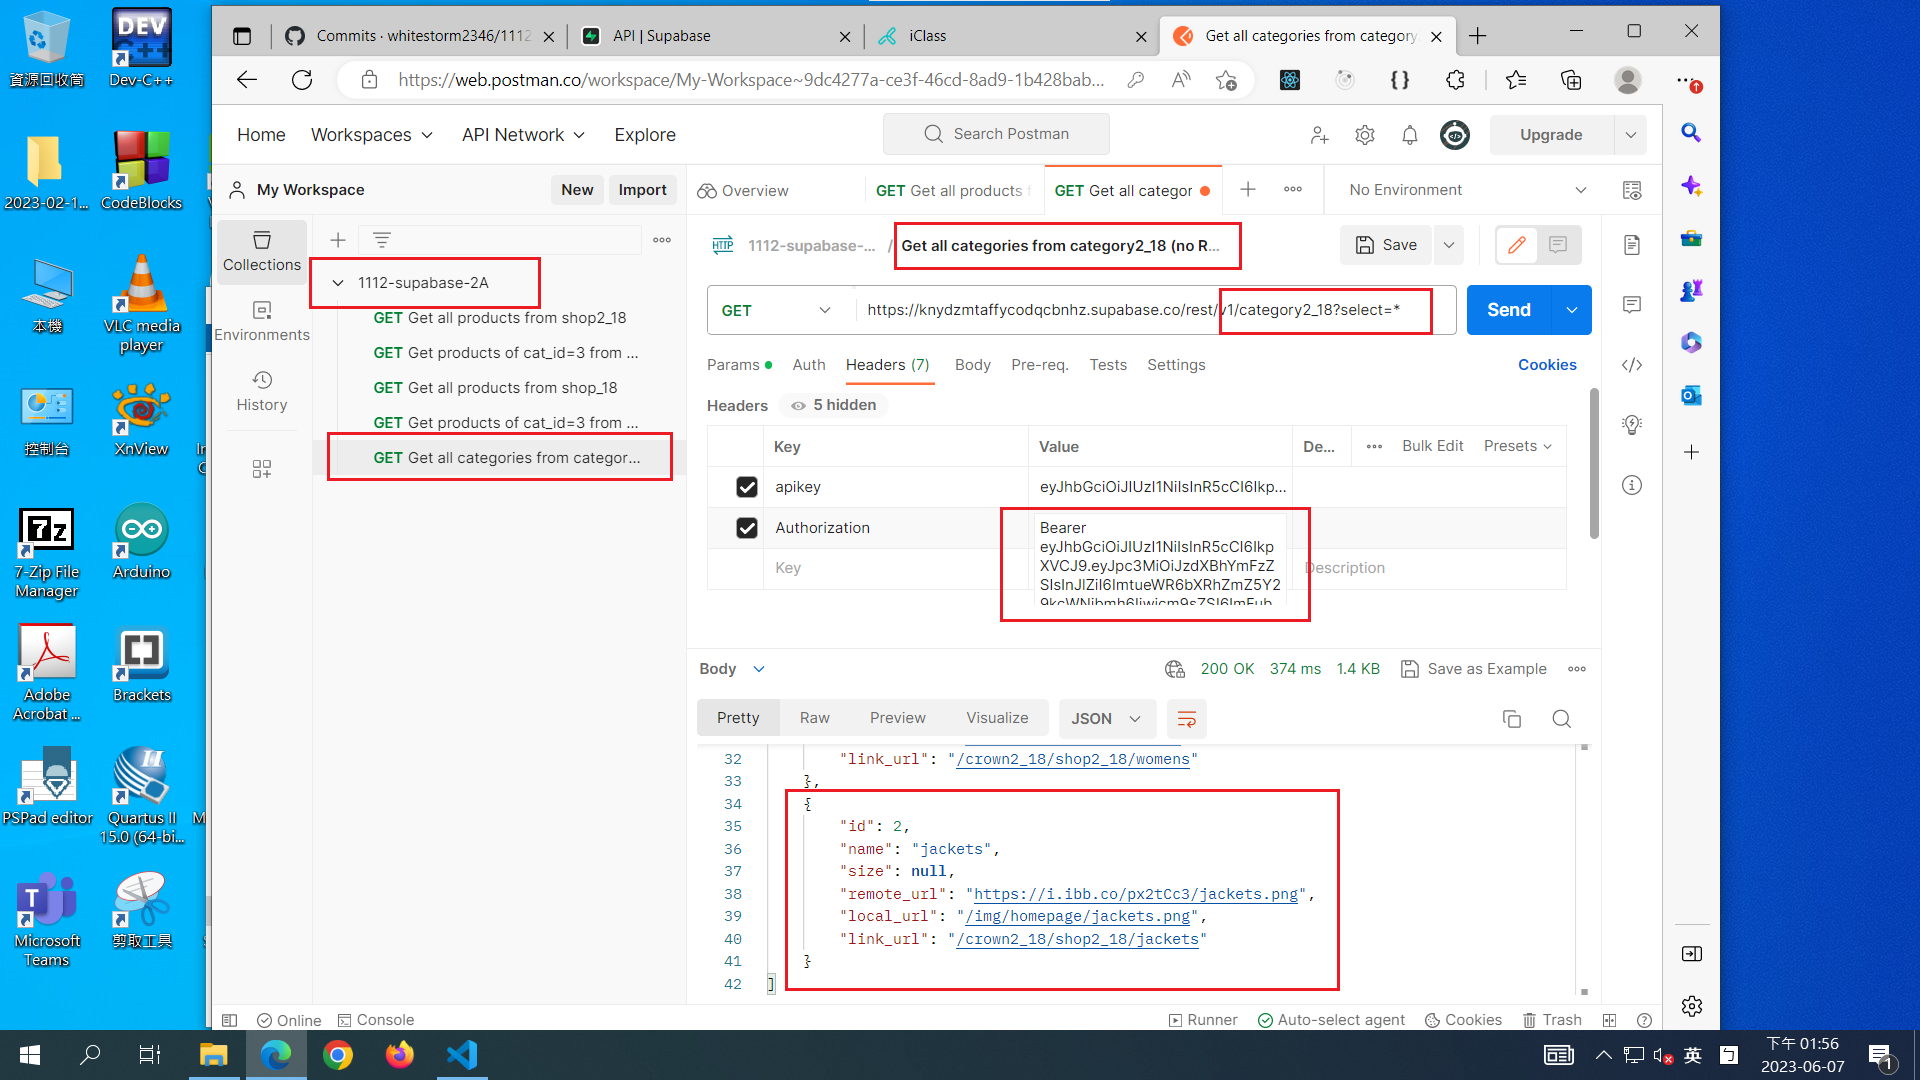 資源回收筒
Dev-C++
2023-02-1...
CodeBlocks
本機
VLC media player
控制台
XnView
7-Zip File Manager
Arduino
Adobe Acrobat ...
Brackets
PSPad editor
Quartus II 15.0 (64-bi...
Microsoft Teams
剪取工具
Commits · whitestorm2346/1112
API | Supabase
iClass
Get all categories from category
https://web.postman.co/workspace/My-Workspace~9dc4277a-ce3f-46cd-8ad9-1b428bab...
Home
Workspaces
API Network
Explore
Search Postman
Upgrade
My Workspace
New
Import
Overview
GET Get all products f
GET Get all categor
No Environment
Collections
Environments
History
1112-supabase-2A
GET Get all products from shop2_18
GET Get products of cat_id=3 from ...
GET Get all products from shop_18
GET Get products of cat_id=3 from ...
GET Get all categories from categor...
HTTP
1112-supabase-... / Get all categories from category2_18 (no R...
Save
GET
https://knydzmtaffycodqcbnhz.supabase.co/rest/v1/category2_18?select=*
Send
Params
Auth
Headers (7)
Body
Pre-req.
Tests
Settings
Cookies
Headers
5 hidden
Key
Value
De...
Bulk Edit
Presets
apikey
eyJhbGciOiJIUzI1NiIsInR5cCI6Ikp...
Authorization
Bearer
eyJhbGciOiJIUzI1NiIsInR5cCI6Ikp
XVCJ9.eyJpc3MiOiJzdXBhYmFzZ
SIsInJlZiI6ImtueWR6bXRhZmZ5Y2
9kcWNibmh6Iiwicm9sZSI6ImFub
Key
Description
Body
200 OK
374 ms
1.4 KB
Save as Example
Pretty
Raw
Preview
Visualize
JSON
32 "link_url": "/crown2_18/shop2_18/womens"
33 },
34 {
35 "id": 2,
36 "name": "jackets",
37 "size": null,
38 "remote_url": "https://i.ibb.co/px2tCc3/jackets.png",
39 "local_url": "/img/homepage/jackets.png",
40 "link_url": "/crown2_18/shop2_18/jackets"
41 }
42 ]
Online
Console
Runner
Auto-select agent
Cookies
Trash
英
下午 01:56
2023-06-07
1